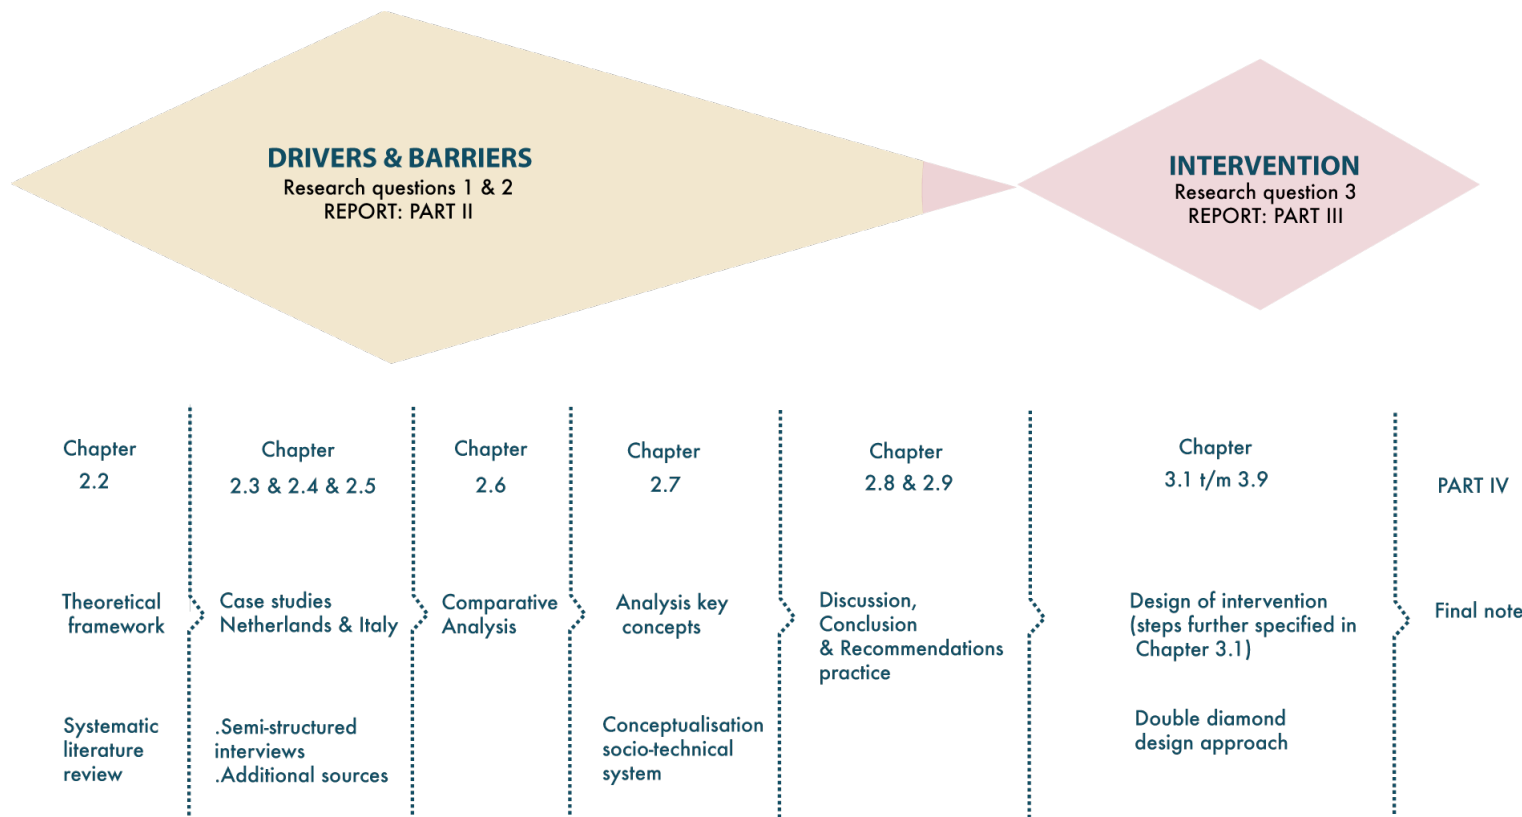 DRIVERS & BARRIERS
Research questions 1 & 2
REPORT: PART II
INTERVENTION
Research question 3
REPORT: PART III
Chapter
2.2
Chapter
2.3 & 2.4 & 2.5
Chapter
2.6
Chapter
2.7
Chapter
2.8 & 2.9
Chapter
3.1 t/m 3.9
PART IV
Theoretical
framework
Case studies
Netherlands & Italy
Comparative
Analysis
Analysis key
concepts
Discussion,
Conclusion
& Recommendations
practice
Design of intervention
(steps further specified in
Chapter 3.1)
Final note
Systematic
literature
review
.Semi-structured
interviews
.Additional sources
Conceptualisation
socio-technical
system
Double diamond
design approach